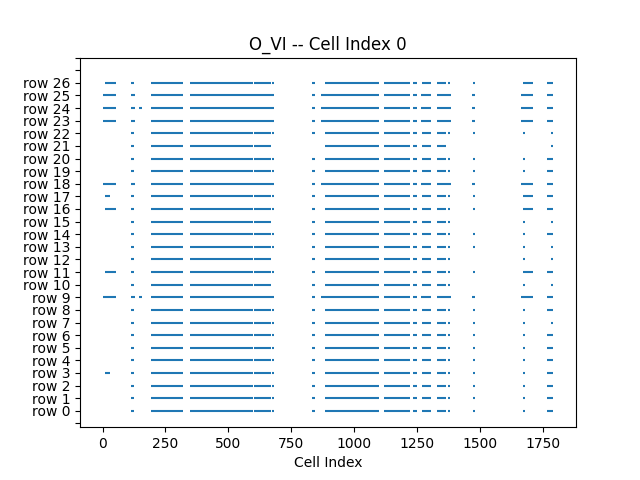 O_VI -- Cell Index 0
row 26
row 25
row 24
row 23
row 22
row 21
row 20
row 19
row 18
row 17
row 16
row 15
row 14
row 13
row 11
row 10
row 9
row 8
row 7
row 6
row 5
row 4
row 3
row 2
row 1
row 0
0 250 500 750 1000 1250 1500 1750
Cell Index